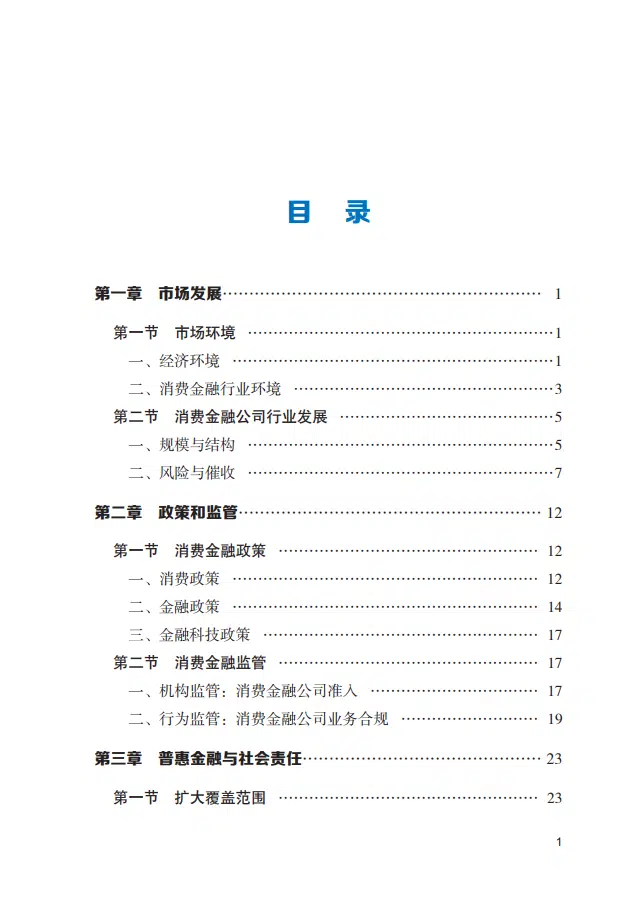 目 录
第一章 市场发展…………………………………………………… 1
第一节 市场环境 …………………………………………………1
一、经济环境 ……………………………………………………1
二、消费金融行业环境 …………………………………………3
第二节 消费金融公司行业发展 …………………………………5
一、规模与结构 …………………………………………………5
二、风险与催收 …………………………………………………7
第二章 政策和监管………………………………………………… 12
第一节 消费金融政策 ………………………………………… 12
一、消费政策 ………………………………………………… 12
二、金融政策 ………………………………………………… 14
三、金融科技政策 …………………………………………… 17
第二节 消费金融监管 ………………………………………… 17
一、机构监管：消费金融公司准入 ………………………… 17
二、行为监管：消费金融公司业务合规 …………………… 19
第三章 普惠金融与社会责任……………………………………… 23
第一节 扩大覆盖范围 ………………………………………… 23
1